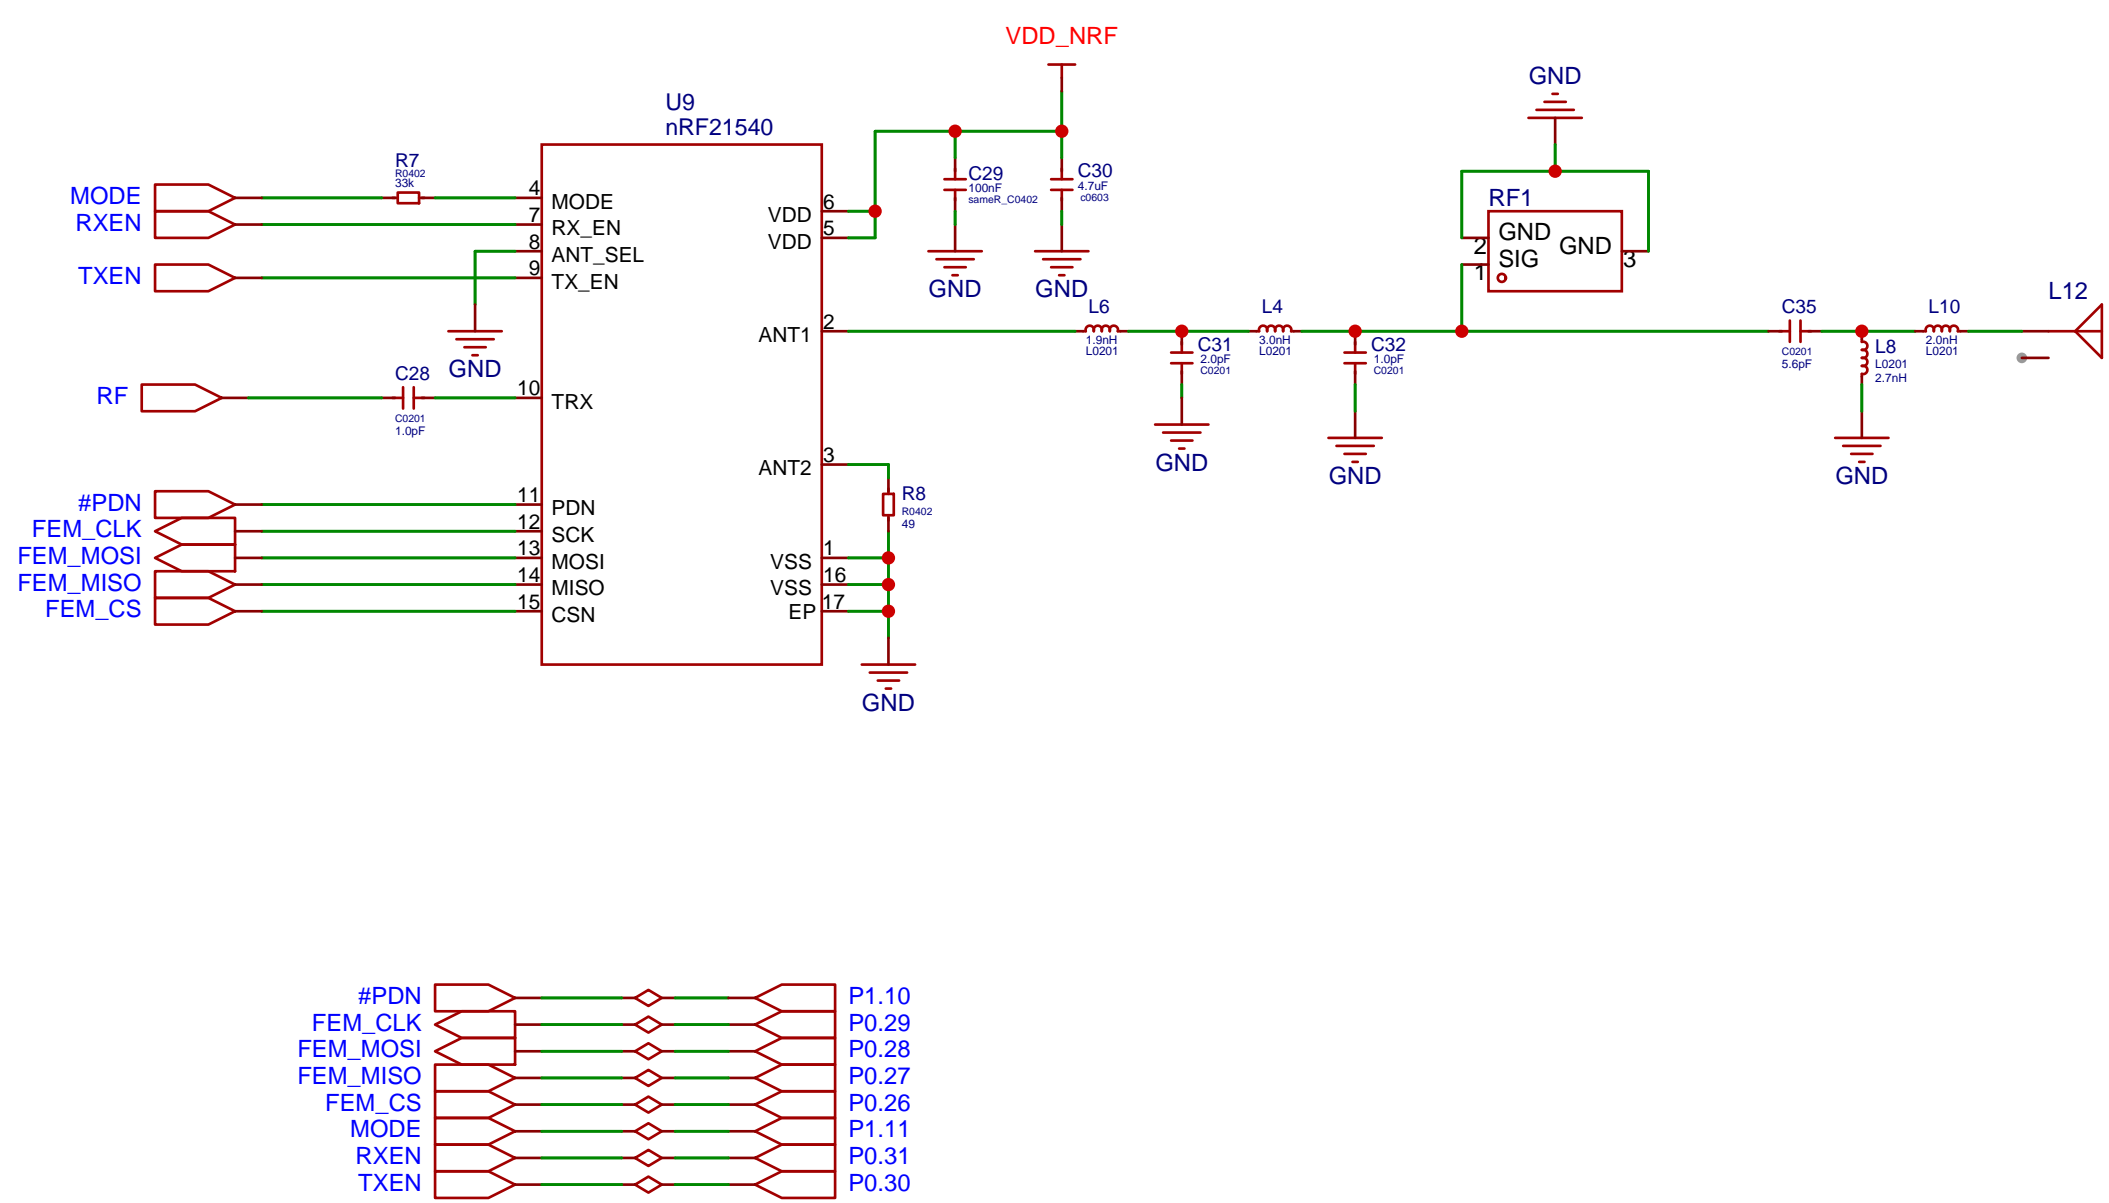 VDD_NRF
GND
U9
nRF21540
R7
R0402
33k
MODE
RXEN
TXEN
RF
4
7
8
9
MODE
RX_EN
ANT_SEL
TX_EN
GND
C28
C0201
1.0pF
10
TRX
#PDN
FEM_CLK
FEM_MOSI
FEM_MISO
FEM_CS
11
12
13
14
15
PDN
SCK
MOSI
MISO
CSN
VDD
VDD
6
5
ANT1
2
ANT2
3
VSS
VSS
EP
1
16
17
R8
R0402
49
GND
C29
100nF
sameR_C0402
GND
C30
4.7uF
c0603
GND
L6
1.9nH
L0201
C31
2.0pF
C0201
GND
L4
3.0nH
L0201
C32
1.0pF
C0201
GND
RF1
GND
SIG
GND
2
1
3
C35
C0201
5.6pF
L8
L0201
2.7nH
GND
L10
2.0nH
L0201
L12
#PDN P1.10
FEM_CLK P0.29
FEM_MOSI P0.28
FEM_MISO P0.27
FEM_CS P0.26
MODE P1.11
RXEN P0.31
TXEN P0.30